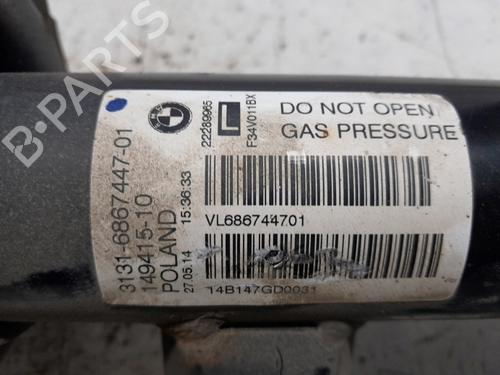 B-PARTS
BMW
3131-6867447-01
149415-10
POLAND
27.05.14 15:36:33
22289965
L
F34V011BX
DO NOT OPEN
GAS PRESSURE
VL686744701
14B147GD0031